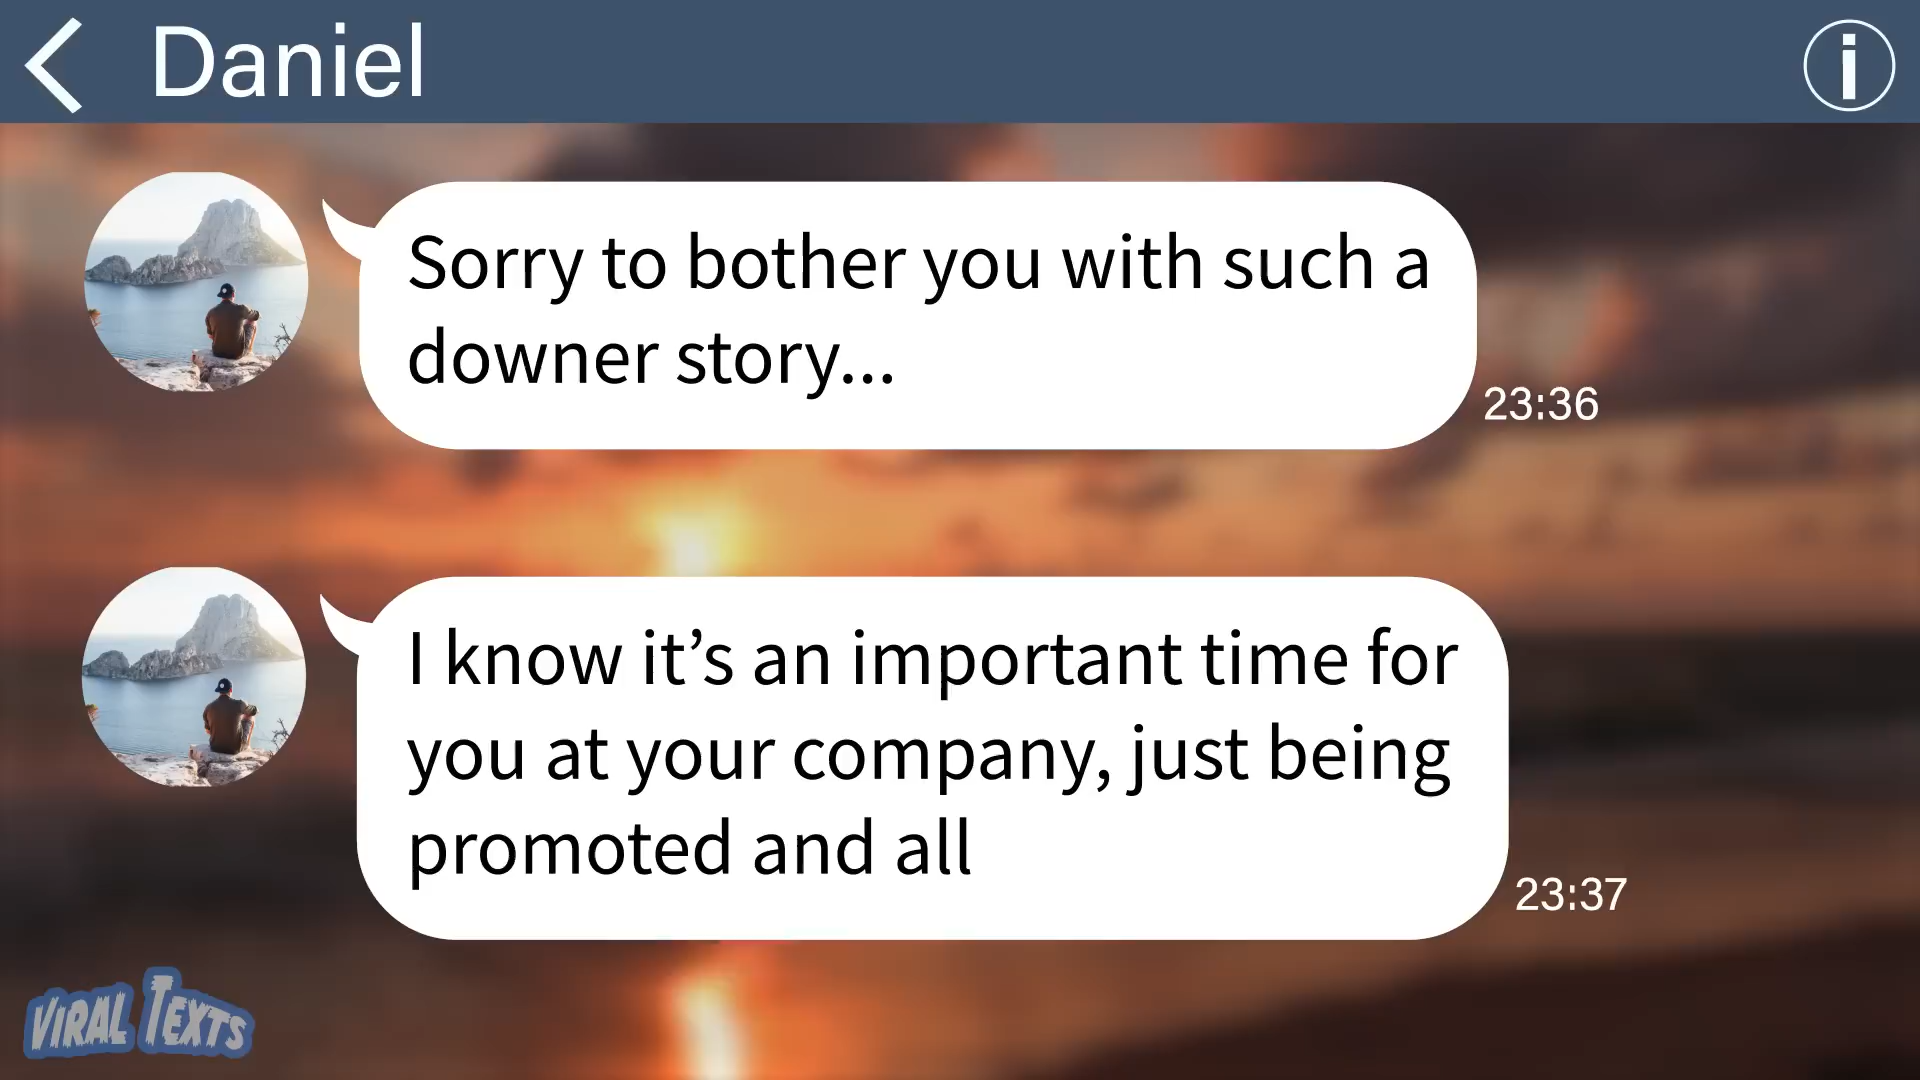 Daniel
Sorry to bother you with such a
downer story...
23:36
I know it’s an important time for
you at your company, just being
promoted and all
23:37
VIRAL TEXTS